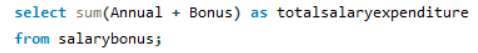 select sum(Annual + Bonus) as totalsalaryexpenditure
from salarybonus;